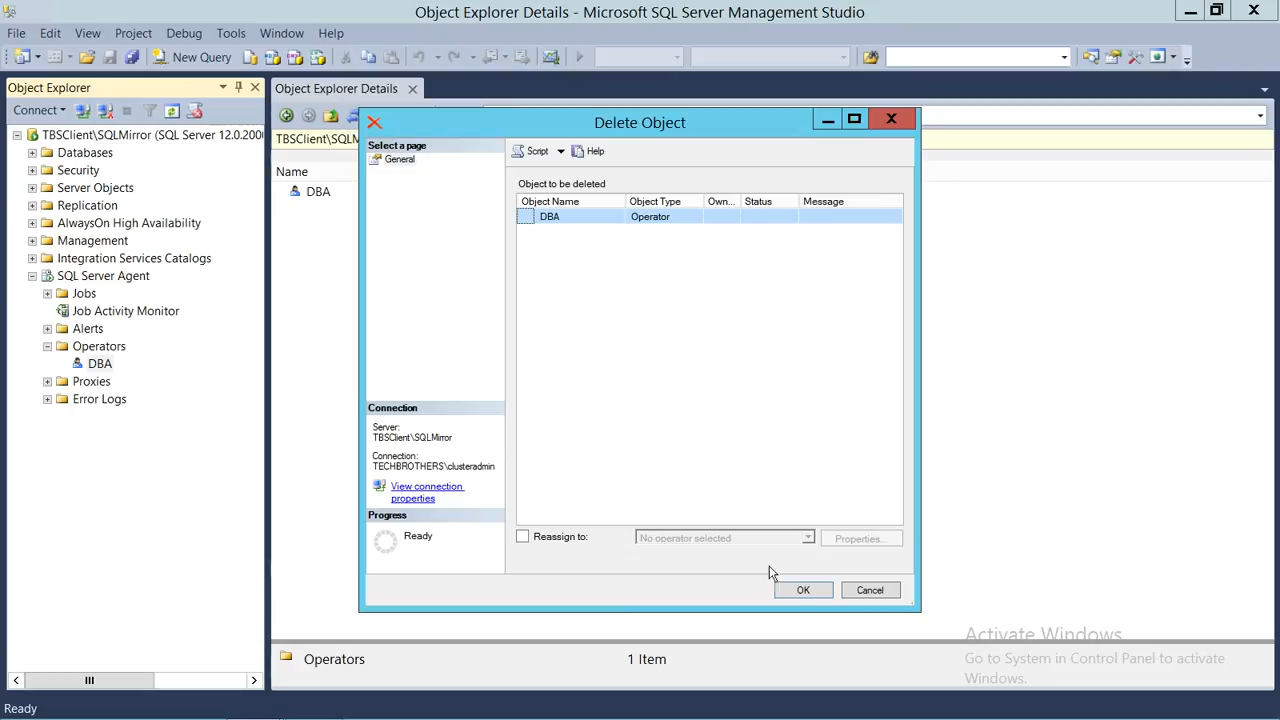 Object Explorer Details - Microsoft SQL Server Management Studio
File Edit View Project Debug Tools Window Help
New Query
Object Explorer
Connect
TBSClient\SQLMirror (SQL Server 12.0.200
Databases
Security
Server Objects
Replication
AlwaysOn High Availability
Management
Integration Services Catalogs
SQL Server Agent
Jobs
Job Activity Monitor
Alerts
Operators
DBA
Proxies
Error Logs
Object Explorer Details
TBSClient\SQLM
Name
DBA
Delete Object
Select a page
General
Script Help
Object to be deleted
Object Name Object Type Own... Status Message
DBA Operator
Connection
Server:
TBSClient\SQLMirror
Connection:
TECHBROTHERS\clusteradmin
View connection
properties
Progress
Ready
Reassign to: No operator selected Properties...
OK Cancel
Operators 1 Item
Activate Windows
Go to System in Control Panel to activate
Windows.
Ready